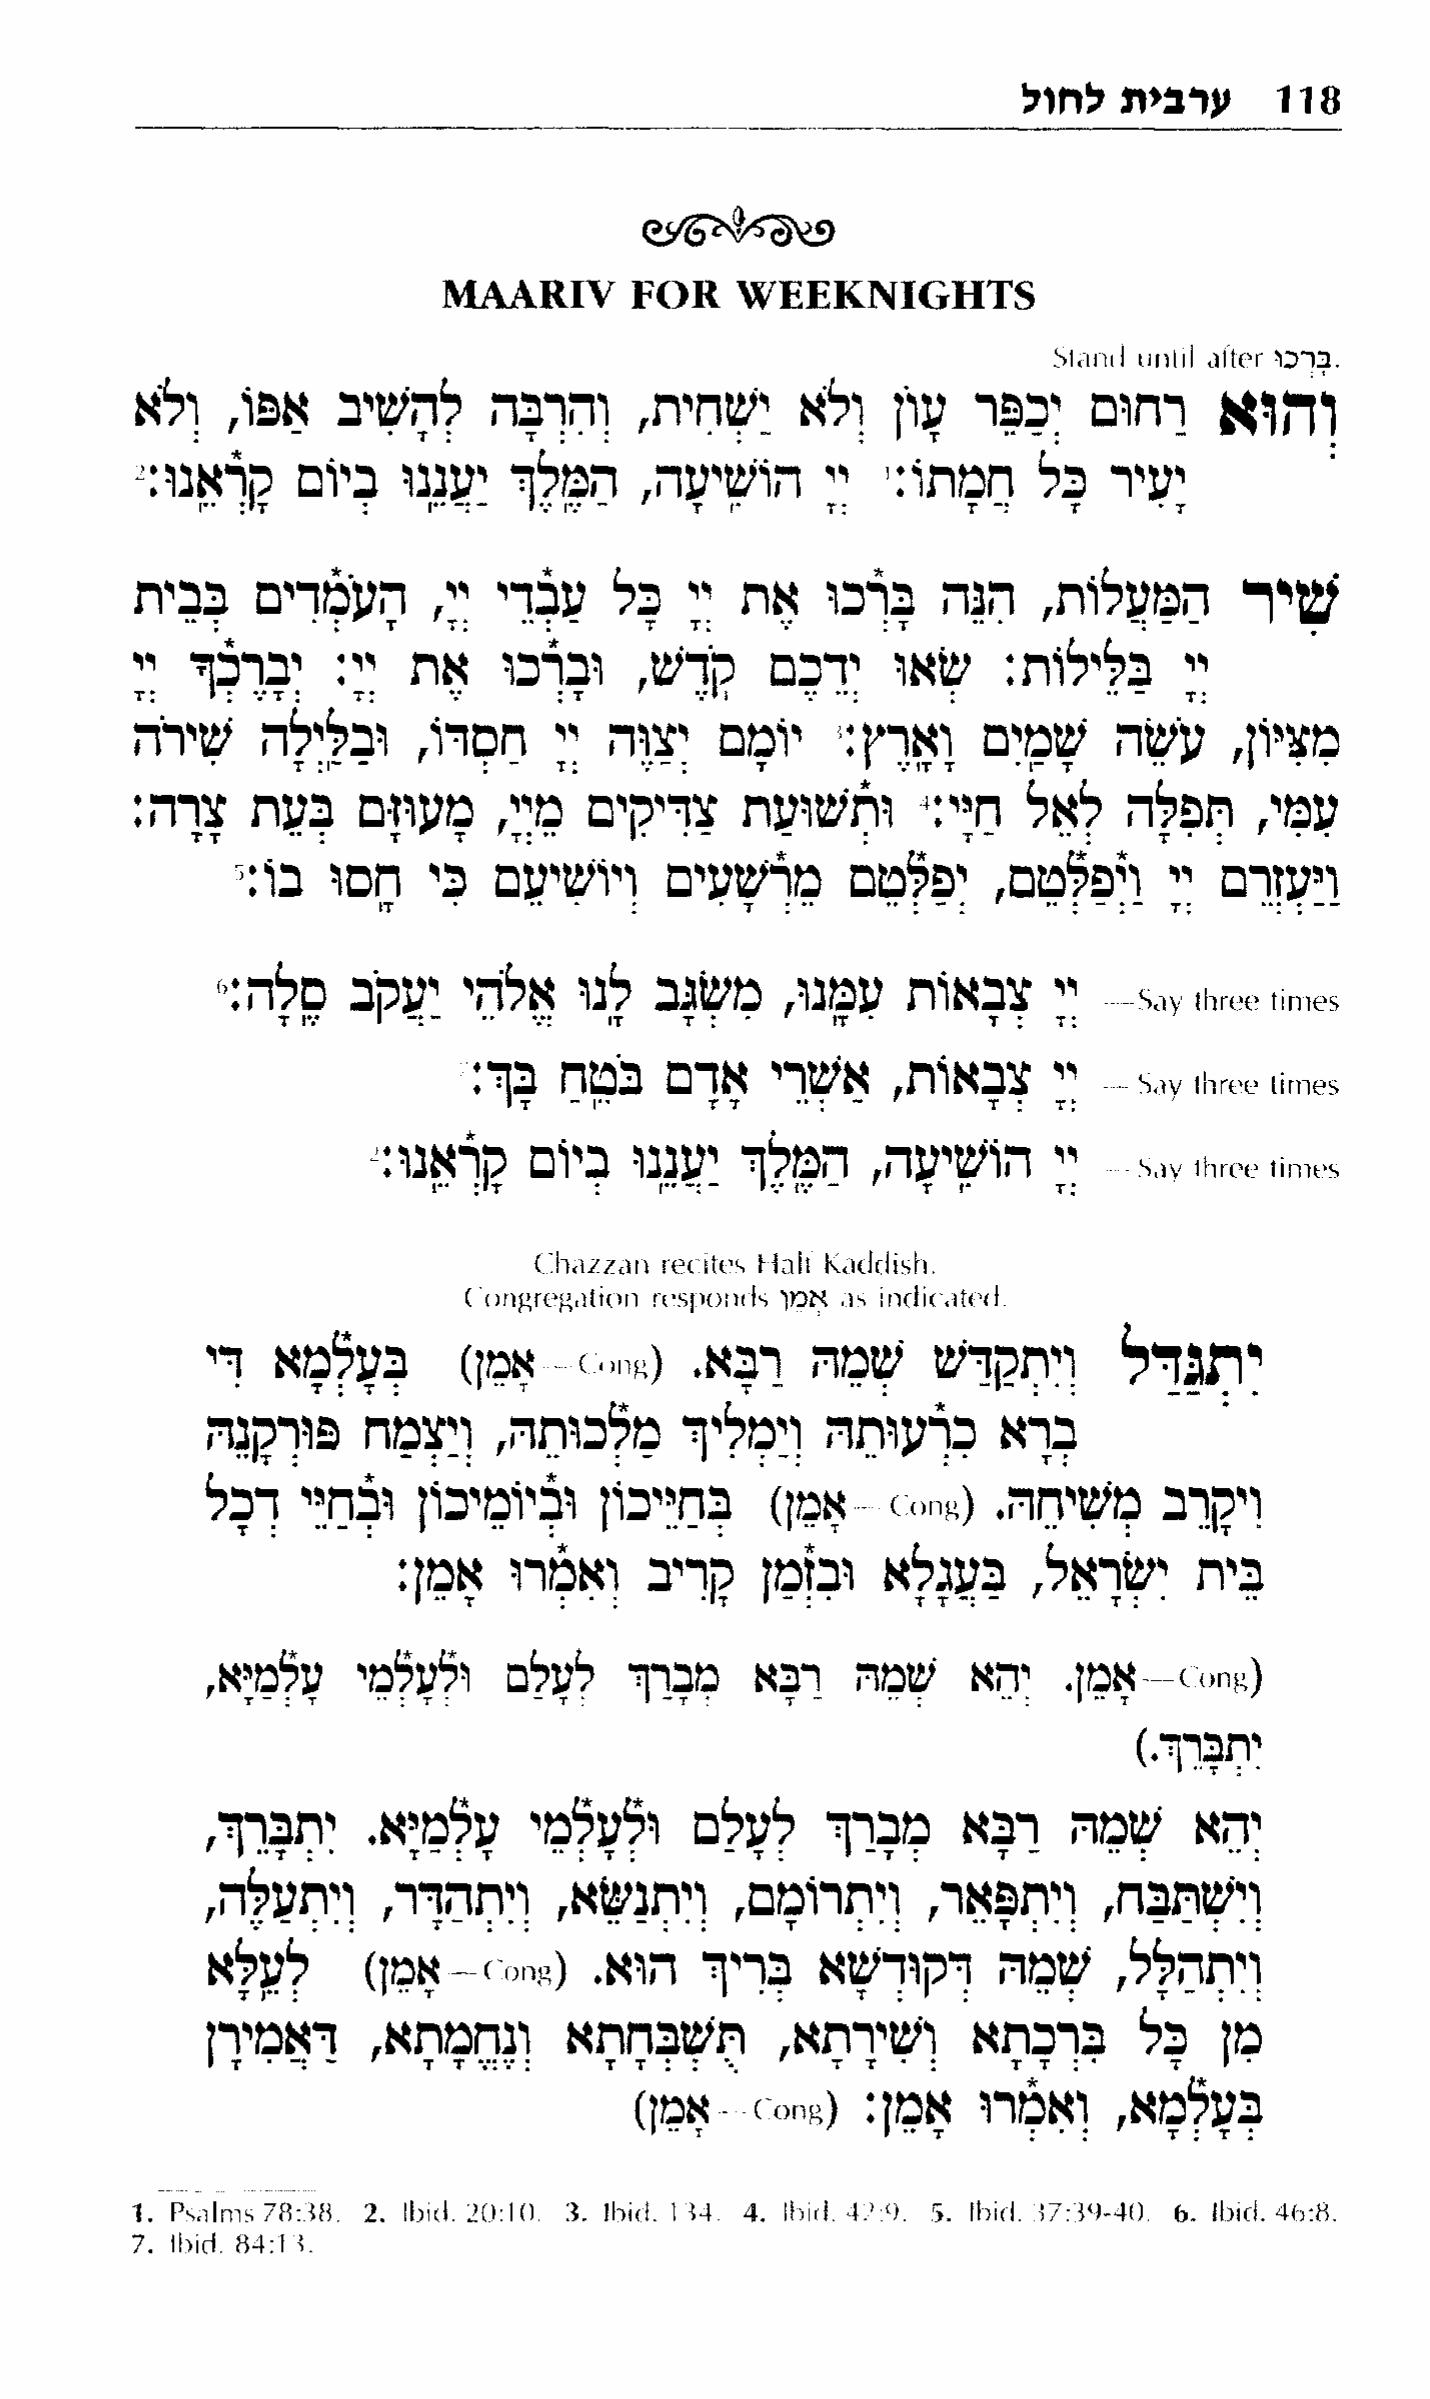 118 ערבית לחול
MAARIV FOR WEEKNIGHTS
Stand until after בָּרְכוּ.
וְהוּא רַחוּם יְכַפֵּר עָוֹן וְלֹא יַשְׁחִית, וְהִרְבָּה לְהָשִׁיב אַפּוֹ, וְלֹא
יָעִיר כָּל חֲמָתוֹ:¹ יְיָ הוֹשִׁיעָה, הַמֶּלֶךְ יַעֲנֵנוּ בְיוֹם קָרְאֵנוּ:²
שִׁיר הַמַּעֲלוֹת, הִנֵּה בָּרְ*כוּ אֶת יְיָ כָּל עַבְ*דֵי יְיָ, הָעֹמְ*דִים בְּבֵית
יְיָ בַּלֵּילוֹת: שְׂאוּ יְדֵכֶם קֹדֶשׁ, וּבָרְ*כוּ אֶת יְיָ: יְבָרֶכְ*ךָ יְיָ
מִצִּיּוֹן, עֹשֵׂה שָׁמַיִם וָאָרֶץ:³ יוֹמָם יְצַוֶּה יְיָ חַסְדּוֹ, וּבַלַּיְלָה שִׁירֹה
עִמִּי, תְּפִלָּה לְאֵל חַיָּי:⁴ וּתְ*שׁוּעַת צַדִּיקִים מֵיְיָ, מָעוּזָּם בְּעֵת צָרָה:
וַיַּעְזְרֵם יְיָ וַיְ*פַלְּ*טֵם, יְפַלְּ*טֵם מֵרְ*שָׁעִים וְיוֹשִׁיעֵם כִּי חָסוּ בוֹ:⁵
Say three times— יְיָ צְבָאוֹת עִמָּנוּ, מִשְׂגָּב לָנוּ אֱלֹהֵי יַעֲקֹב סֶלָה:⁶
Say three times— יְיָ צְבָאוֹת, אַשְׁרֵי אָדָם בֹּטֵחַ בָּךְ:⁷
Say three times— יְיָ הוֹשִׁיעָה, הַמֶּלֶךְ יַעֲנֵנוּ בְיוֹם קָרְ*אֵנוּ:²
Chazzan recites Half Kaddish.
Congregation responds אָמֵן as indicated.
יִתְגַּדַּל וְיִתְקַדַּשׁ שְׁמֵהּ רַבָּא. (Cong—אָמֵן) בְּעָלְ*מָא דִּי
בְרָא כִרְ*עוּתֵהּ וְיַמְלִיךְ מַלְ*כוּתֵהּ, וְיַצְמַח פּוּרְקָנֵהּ
וִיקָרֵב מְשִׁיחֵהּ. (Cong—אָמֵן) בְּחַיֵּיכוֹן וּבְ*יוֹמֵיכוֹן וּבְ*חַיֵּי דְכָל
בֵּית יִשְׂרָאֵל, בַּעֲגָלָא וּבִזְ*מַן קָרִיב וְאִמְ*רוּ אָמֵן:
(Cong—אָמֵן. יְהֵא שְׁמֵהּ רַבָּא מְבָרַךְ לְעָלַם וּלְ*עָלְ*מֵי עָלְ*מַיָּא,
יִתְבָּרֵךְ.)
יְהֵא שְׁמֵהּ רַבָּא מְבָרַךְ לְעָלַם וּלְ*עָלְ*מֵי עָלְ*מַיָּא. יִתְבָּרֵךְ,
וְיִשְׁתַּבַּח, וְיִתְפָּאֵר, וְיִתְרוֹמָם, וְיִתְנַשֵּׂא, וְיִתְהַדָּר, וְיִתְעַלֶּה,
וְיִתְהַלָּל, שְׁמֵהּ דְּקוּדְשָׁא בְּרִיךְ הוּא. (Cong—אָמֵן) לְעֵלָּא
מִן כָּל בִּרְכָתָא וְשִׁירָתָא, תֻּשְׁבְּחָתָא וְנֶחֱמָתָא, דַּאֲמִירָן
בְּעָלְ*מָא, וְאִמְ*רוּ אָמֵן: (Cong—אָמֵן)
1. Psalms 78:38. 2. Ibid. 20:10. 3. Ibid. 134. 4. Ibid. 42:9. 5. Ibid. 37:39-40. 6. Ibid. 46:8.
7. Ibid. 84:13.